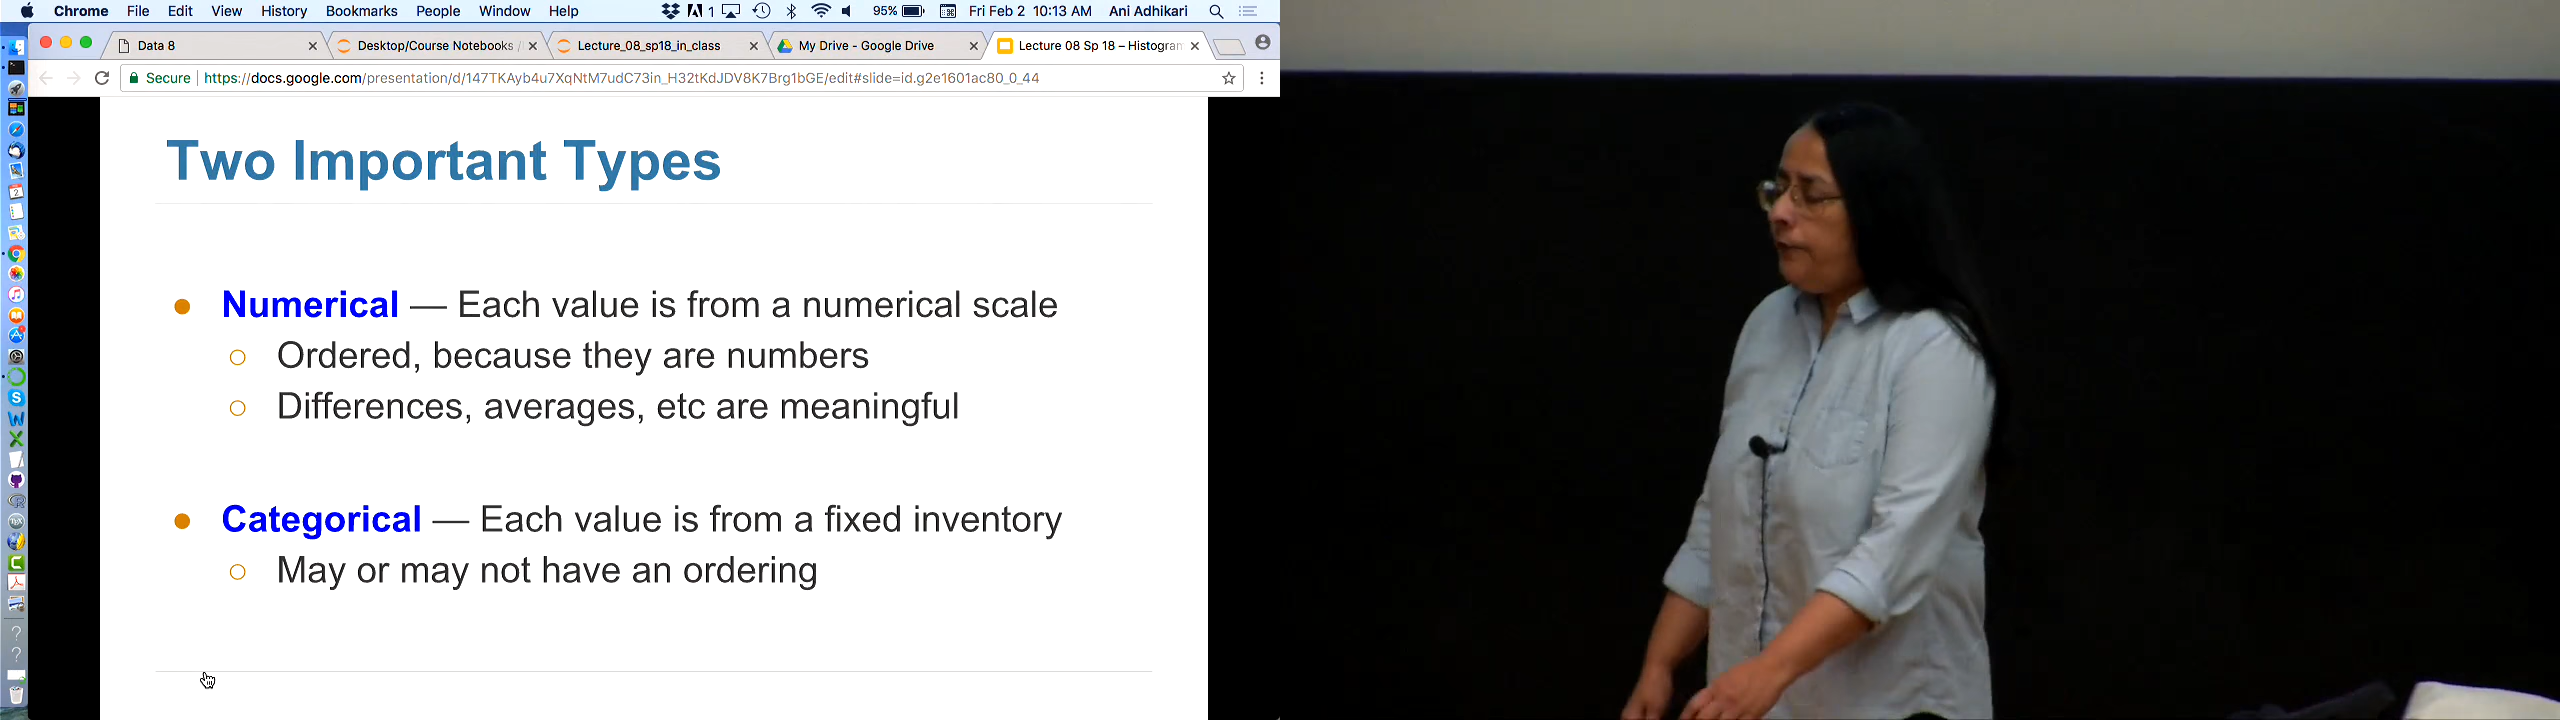 Chrome File Edit View History Bookmarks People Window Help 1 95% Fri Feb 2 10:13 AM Ani Adhikari
Data 8
Desktop/Course Notebooks /
Lecture_08_sp18_in_class
My Drive - Google Drive
Lecture 08 Sp 18 – Histogram
Secure https://docs.google.com/presentation/d/147TKAyb4u7XqNtM7udC73in_H32tKdJDV8K7Brg1bGE/edit#slide=id.g2e1601ac80_0_44
Two Important Types
Numerical — Each value is from a numerical scale
Ordered, because they are numbers
Differences, averages, etc are meaningful
Categorical — Each value is from a fixed inventory
May or may not have an ordering